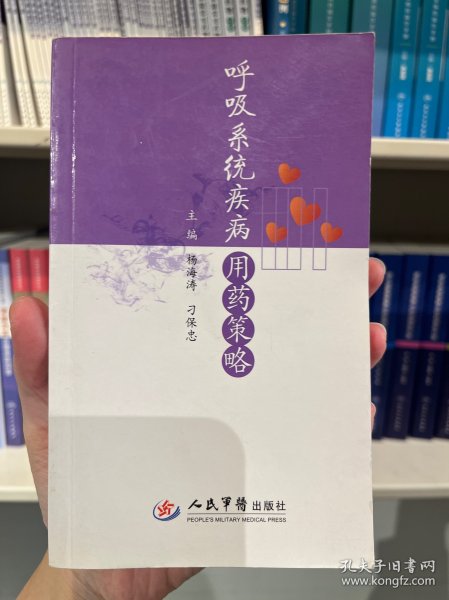 呼吸系统疾病
用药策略
主编 杨海涛 刁保忠
人民军医出版社
PEOPLE'S MILITARY MEDICAL PRESS
孔夫子旧书网
www.kongfz.com